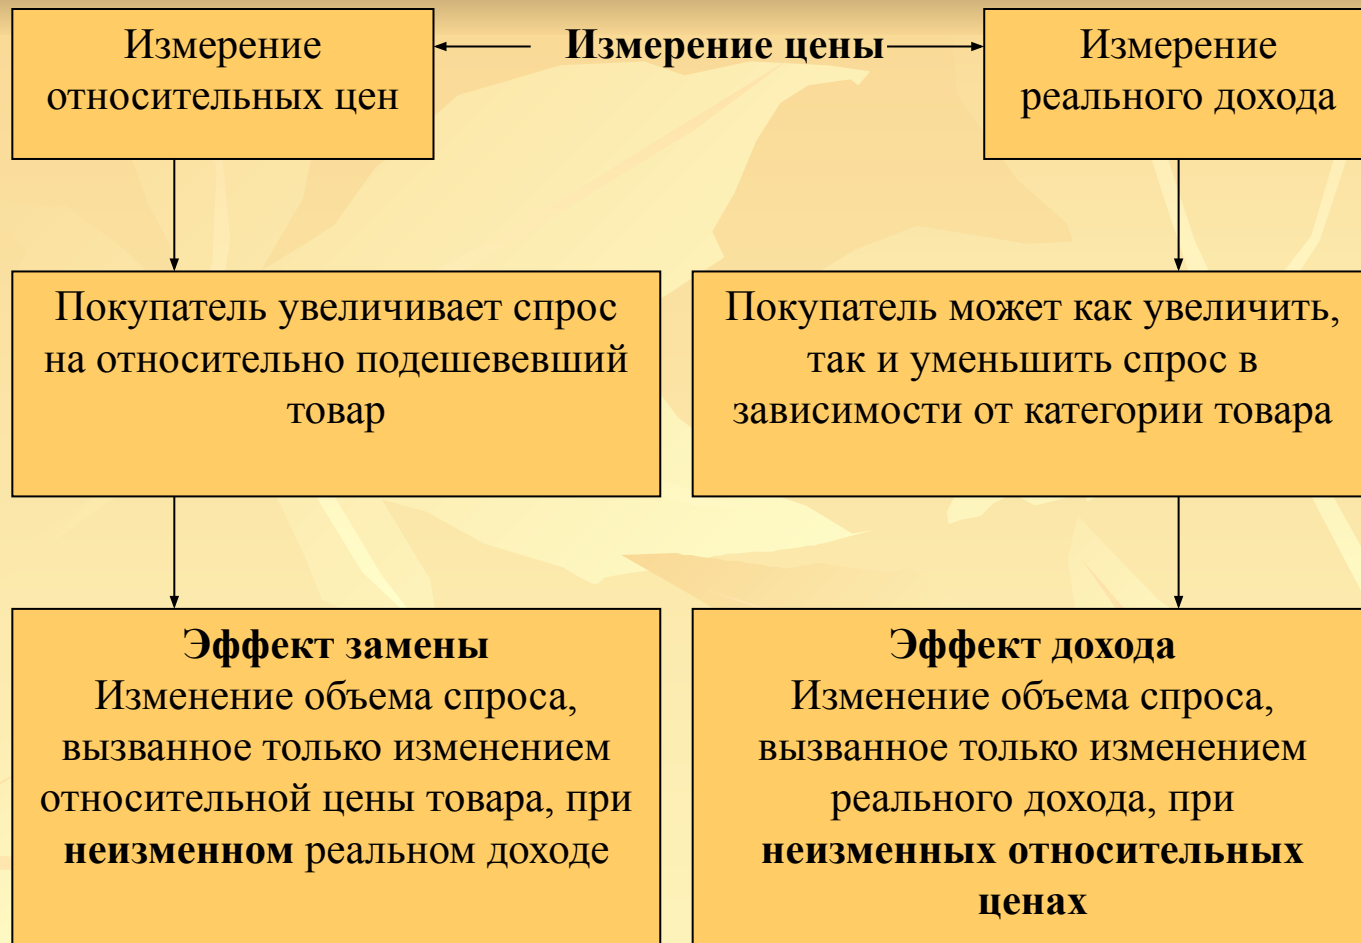 Измерение
относительных цен
Измерение цены
Измерение
реального дохода
Покупатель увеличивает спрос
на относительно подешевевший
товар
Покупатель может как увеличить,
так и уменьшить спрос в
зависимости от категории товара
Эффект замены
Изменение объема спроса,
вызванное только изменением
относительной цены товара, при
неизменном реальном доходе
Эффект дохода
Изменение объема спроса,
вызванное только изменением
реального дохода, при
неизменных относительных
ценах